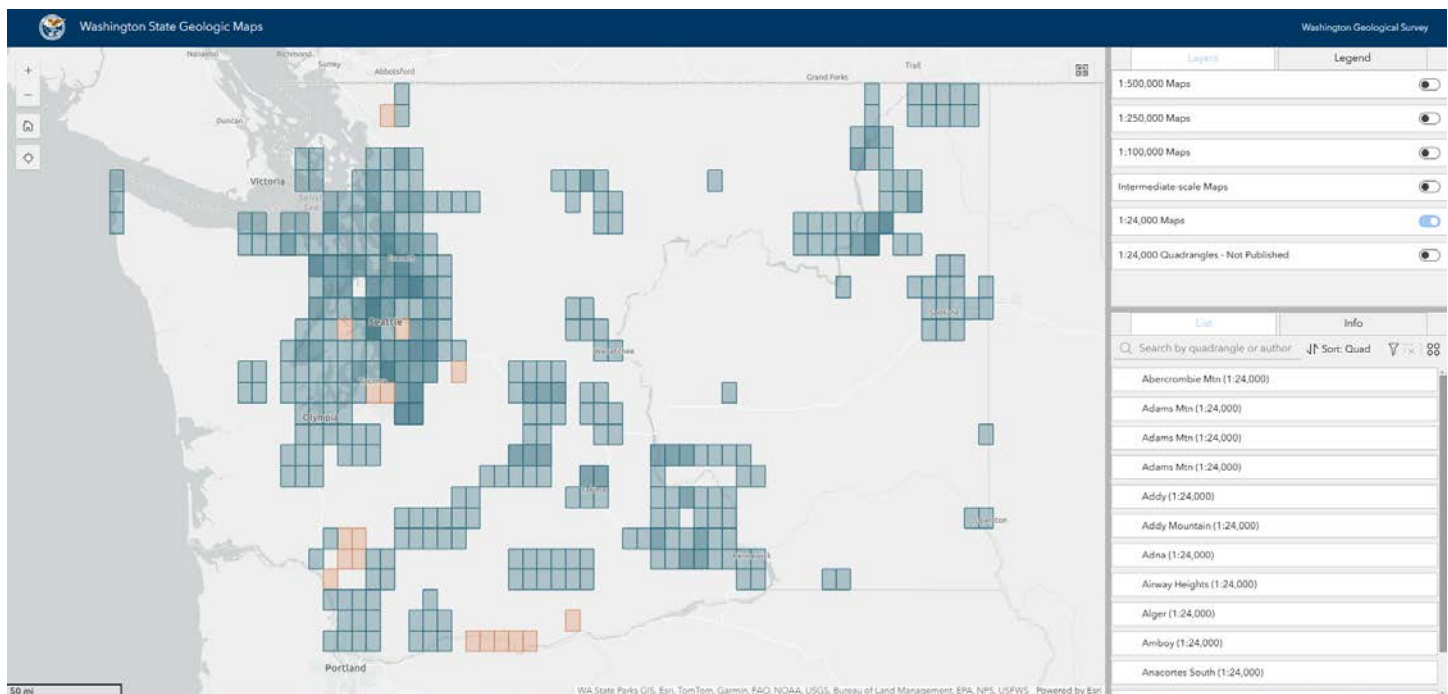 Washington State Geologic Maps
Washington Geological Survey
Nanaimo
Richmond
Surrey
Abbotsford
Trail
Grand Forks
Duncan
Victoria
Everett
Seattle
Spokane
Wenatchee
Tacoma
Olympia
Yakima
Lewiston
Kennewick
Portland
50 mi
WA State Parks GIS, Esri, TomTom, Garmin, FAO, NOAA, USGS, Bureau of Land Management, EPA, NPS, USFWS
Powered by Esri
Layers
Legend
1:500,000 Maps
1:250,000 Maps
1:100,000 Maps
Intermediate-scale Maps
1:24,000 Maps
1:24,000 Quadrangles - Not Published
List
Info
Search by quadrangle or author
Sort: Quad
Abercrombie Mtn (1:24,000)
Adams Mtn (1:24,000)
Adams Mtn (1:24,000)
Adams Mtn (1:24,000)
Addy (1:24,000)
Addy Mountain (1:24,000)
Adna (1:24,000)
Airway Heights (1:24,000)
Alger (1:24,000)
Amboy (1:24,000)
Anacortes South (1:24,000)